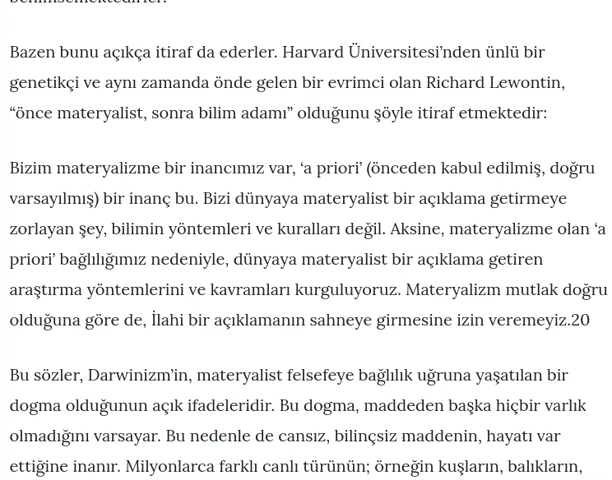 benimsemektedirler.
Bazen bunu açıkça itiraf da ederler. Harvard Üniversitesi’nden ünlü bir
genetikçi ve aynı zamanda önde gelen bir evrimci olan Richard Lewontin,
“önce materyalist, sonra bilim adamı” olduğunu şöyle itiraf etmektedir:
Bizim materyalizme bir inancımız var, ‘a priori’ (önceden kabul edilmiş, doğru
varsayılmış) bir inanç bu. Bizi dünyaya materyalist bir açıklama getirmeye
zorlayan şey, bilimin yöntemleri ve kuralları değil. Aksine, materyalizme olan ‘a
priori’ bağlılığımız nedeniyle, dünyaya materyalist bir açıklama getiren
araştırma yöntemlerini ve kavramları kurguluyoruz. Materyalizm mutlak doğru
olduğuna göre de, İlahi bir açıklamanın sahneye girmesine izin veremeyiz.20
Bu sözler, Darwinizm’in, materyalist felsefeye bağlılık uğruna yaşatılan bir
dogma olduğunun açık ifadeleridir. Bu dogma, maddeden başka hiçbir varlık
olmadığını varsayar. Bu nedenle de cansız, bilinçsiz maddenin, hayatı var
ettiğine inanır. Milyonlarca farklı canlı türünün; örneğin kuşların, balıkların,